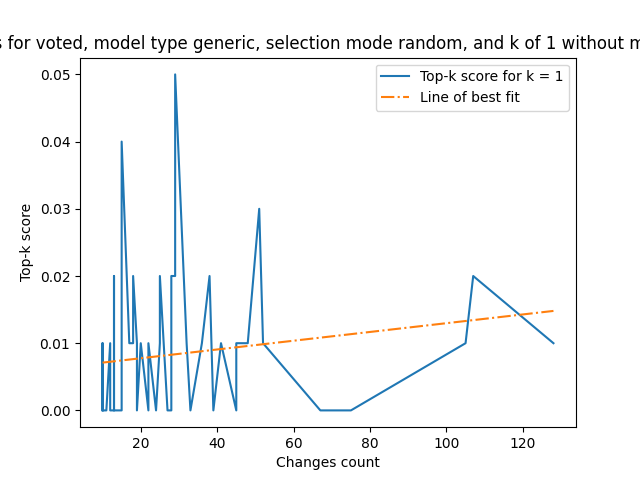 for voted, model type generic, selection mode random, and k of 1 without
Top-k score for k = 1
Line of best fit
0.05
0.04
0.03
0.02
0.01
0.00
Top-k score
20 40 60 80 100 120
Changes count